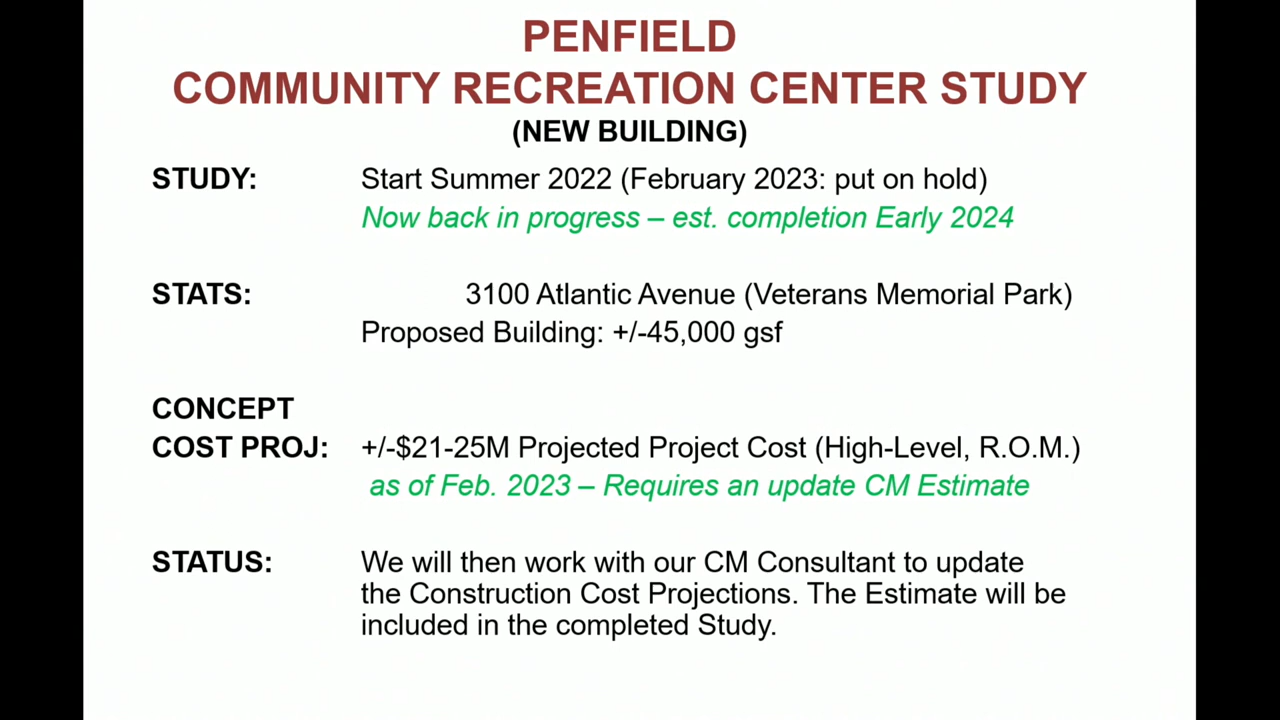 PENFIELD
COMMUNITY RECREATION CENTER STUDY
(NEW BUILDING)
STUDY: Start Summer 2022 (February 2023: put on hold)
Now back in progress – est. completion Early 2024
STATS: 3100 Atlantic Avenue (Veterans Memorial Park)
Proposed Building: +/-45,000 gsf
CONCEPT
COST PROJ: +/-$21-25M Projected Project Cost (High-Level, R.O.M.)
as of Feb. 2023 – Requires an update CM Estimate
STATUS: We will then work with our CM Consultant to update
the Construction Cost Projections. The Estimate will be
included in the completed Study.